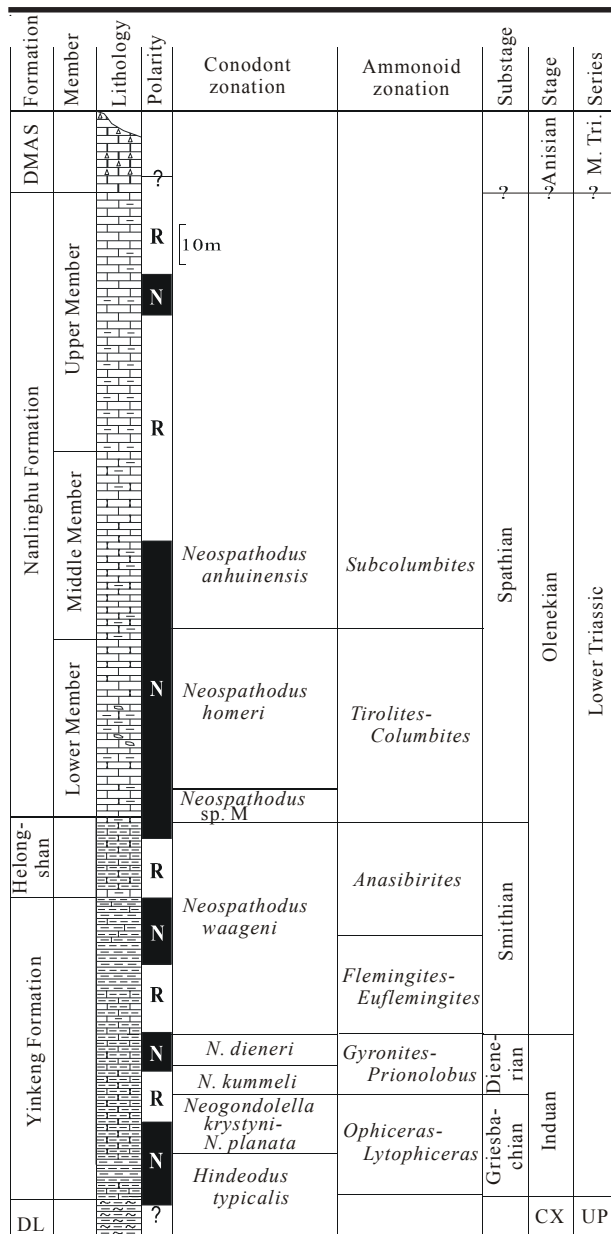 Formation
Member
Lithology
Polarity
Conodont
zonation
Ammonoid
zonation
Substage
Stage
Series
DMAS
Nanlinghu Formation
Helong-
shan
Yinkeng Formation
DL
Upper Member
Middle Member
Lower Member
?
R
10m
N
R
N
R
N
R
N
R
N
?
Neospathodus
anhuinensis
Neospathodus
homeri
Neospathodus
sp. M
Neospathodus
waageni
N. dieneri
N. kummeli
Neogondolella
krystyni-
N. planata
Hindeodus
typicalis
Subcolumbites
Tirolites-
Columbites
Anasibirites
Flemingites-
Euflemingites
Gyronites-
Prionolobus
Ophiceras-
Lytophiceras
?
Spathian
Smithian
Diene-
rian
Griesba-
chian
Anisian
?
Olenekian
Induan
CX
M. Tri.
?
Lower Triassic
UP